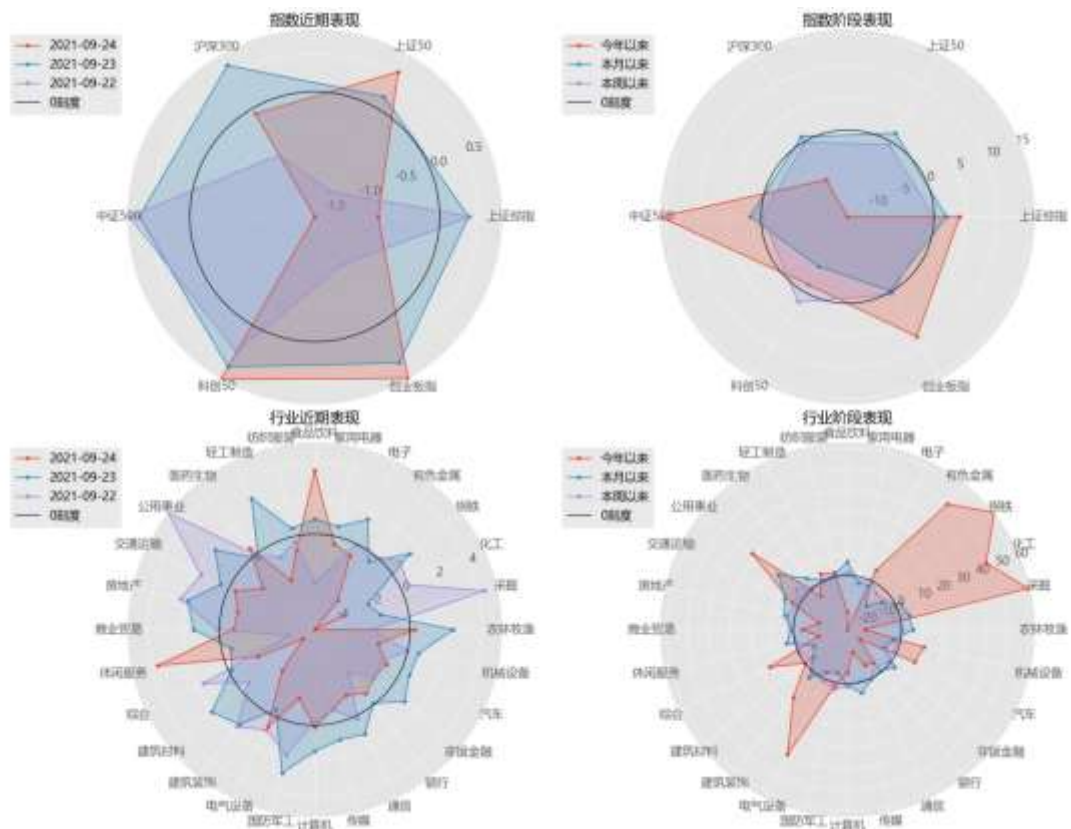 指数近期表现
2021-09-24
2021-09-23
2021-09-22
0刻度
沪深300
上证50
中证500
上证综指
科创50
创业板指
0.5
0.0
-0.5
-1.0
指数阶段表现
今年以来
本月以来
本周以来
0刻度
沪深300
上证50
中证500
上证综指
科创50
创业板指
15
10
5
0
-5
-10
行业近期表现
2021-09-24
2021-09-23
2021-09-22
0刻度
食品饮料
纺织服装
家用电器
轻工制造
电子
医药生物
有色金属
公用事业
钢铁
交通运输
化工
房地产
采掘
商业贸易
农林牧渔
休闲服务
机械设备
综合
汽车
建筑材料
非银金融
建筑装饰
银行
电气设备
通信
国防军工
传媒
计算机
4
2
0
行业阶段表现
今年以来
本月以来
本周以来
0刻度
食品饮料
纺织服装
家用电器
轻工制造
电子
医药生物
有色金属
公用事业
钢铁
交通运输
化工
房地产
采掘
商业贸易
农林牧渔
休闲服务
机械设备
综合
汽车
建筑材料
非银金融
建筑装饰
银行
电气设备
通信
国防军工
传媒
计算机
60
50
40
30
20
10